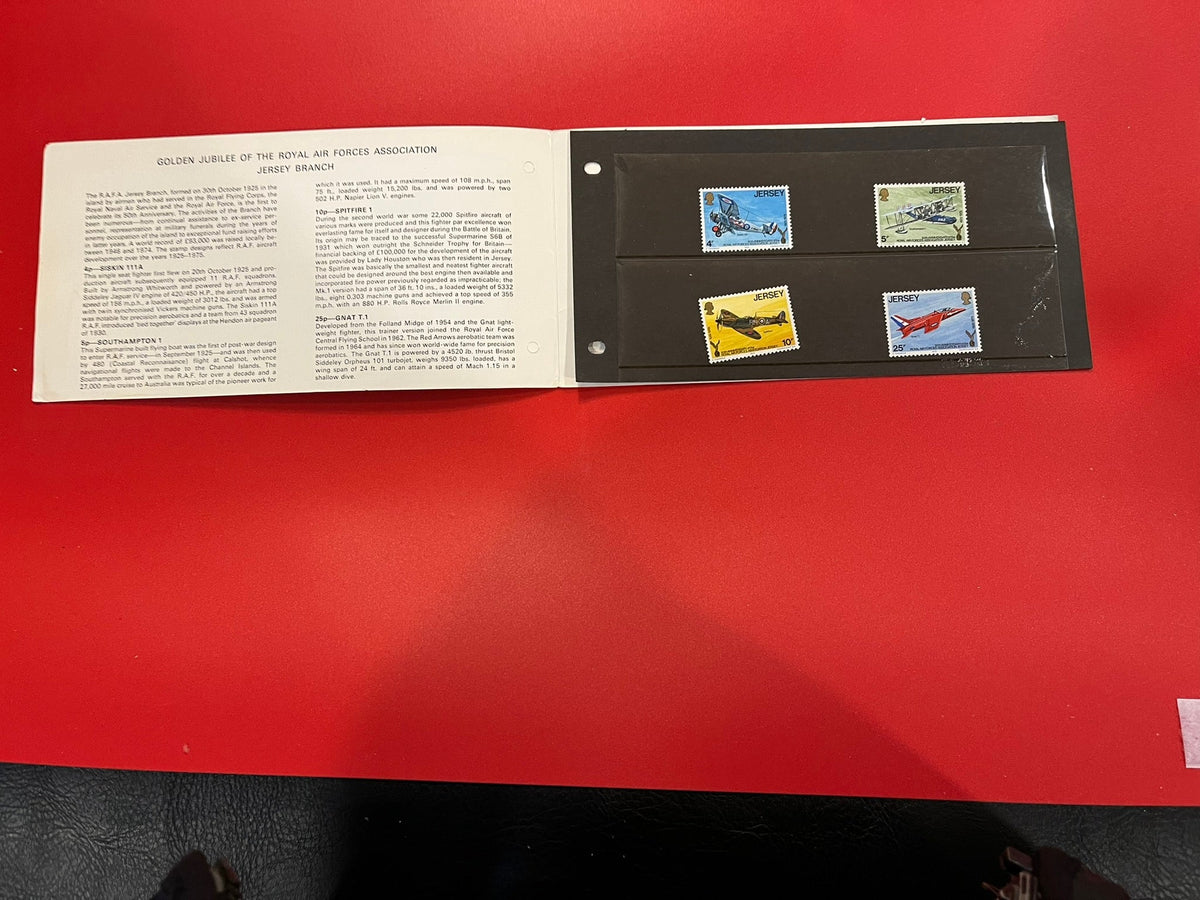 GOLDEN JUBILEE OF THE ROYAL AIR FORCES ASSOCIATION
JERSEY BRANCH
The R.A.F.A. Jersey Branch, formed on 30th October 1925 in the
island by airmen who had served in the Royal Flying Corps, the
Royal Naval Air Service and the Royal Air Force, is the first to
celebrate its 50th Anniversary. The activities of the Branch have
been numerous—from continual assistance to ex-service per-
sonnel, representation at military funerals during the years of
enemy occupation of the island to exceptional fund raising efforts
in latter years. A world record of £93,000 was raised locally be-
tween 1948 and 1974. The stamp designs reflect R.A.F. aircraft
development over the years 1925-1975.
4p—SISKIN 111A
This single seat fighter first flew on 20th October 1925 and pro-
duction aircraft subsequently equipped 11 R.A.F. squadrons.
Built by Armstrong Whitworth and powered by an Armstrong
Siddeley Jaguar IV engine of 420/450 H.P., the aircraft had a top
speed of 156 m.p.h., a loaded weight of 3012 lbs, and was armed
with twin synchronised Vickers machine guns. The Siskin 111A
was notable for precision aerobatics and a team from 43 squadron
R.A.F. introduced 'tied together' displays at the Hendon air pageant
of 1930.
5p—SOUTHAMPTON 1
This Supermarine built flying boat was the first of post-war design
to enter R.A.F. service—in September 1925—and was then used
by 480 (Coastal Reconnaisance) flight at Calshot, whence
navigational flights were made to the Channel Islands. The
Southampton served with the R.A.F. for over a decade and a
27,000 mile cruise to Australia was typical of the pioneer work for
which it was used. It had a maximum speed of 108 m.p.h., span
75 ft., loaded weight 15,200 lbs, and was powered by two
502 H.P. Napier Lion V. engines.
10p—SPITFIRE 1
During the second world war some 22,000 Spitfire aircraft of
various marks were produced and this fighter par excellence won
everlasting fame for itself and designer during the Battle of Britain.
Its origin may be traced to the successful Supermarine S6B of
1931 which won outright the Schneider Trophy for Britain—
financial backing of £100,000 for the development of the aircraft
was provided by Lady Houston who was then resident in Jersey.
The Spitfire was basically the smallest and neatest fighter aircraft
that could be designed around the best engine then available and
incorporated fire power previously regarded as impracticable; the
Mk.1 version had a span of 36 ft. 10 ins., a loaded weight of 5332
lbs., eight 0.303 machine guns and achieved a top speed of 355
m.p.h. with an 880 H.P. Rolls Royce Merlin II engine.
25p—GNAT T.1
Developed from the Folland Midge of 1954 and the Gnat light-
weight fighter, this trainer version joined the Royal Air Force
Central Flying School in 1962. The Red Arrows aerobatic team was
formed in 1964 and has since won world-wide fame for precision
aerobatics. The Gnat T.1 is powered by a 4520 lb. thrust Bristol
Siddeley Orpheus 101 turbojet, weighs 9350 lbs. loaded, has a
wing span of 24 ft. and can attain a speed of Mach 1.15 in a
shallow dive.
JERSEY
4p
JERSEY
5p
JERSEY
10p
JERSEY
25p